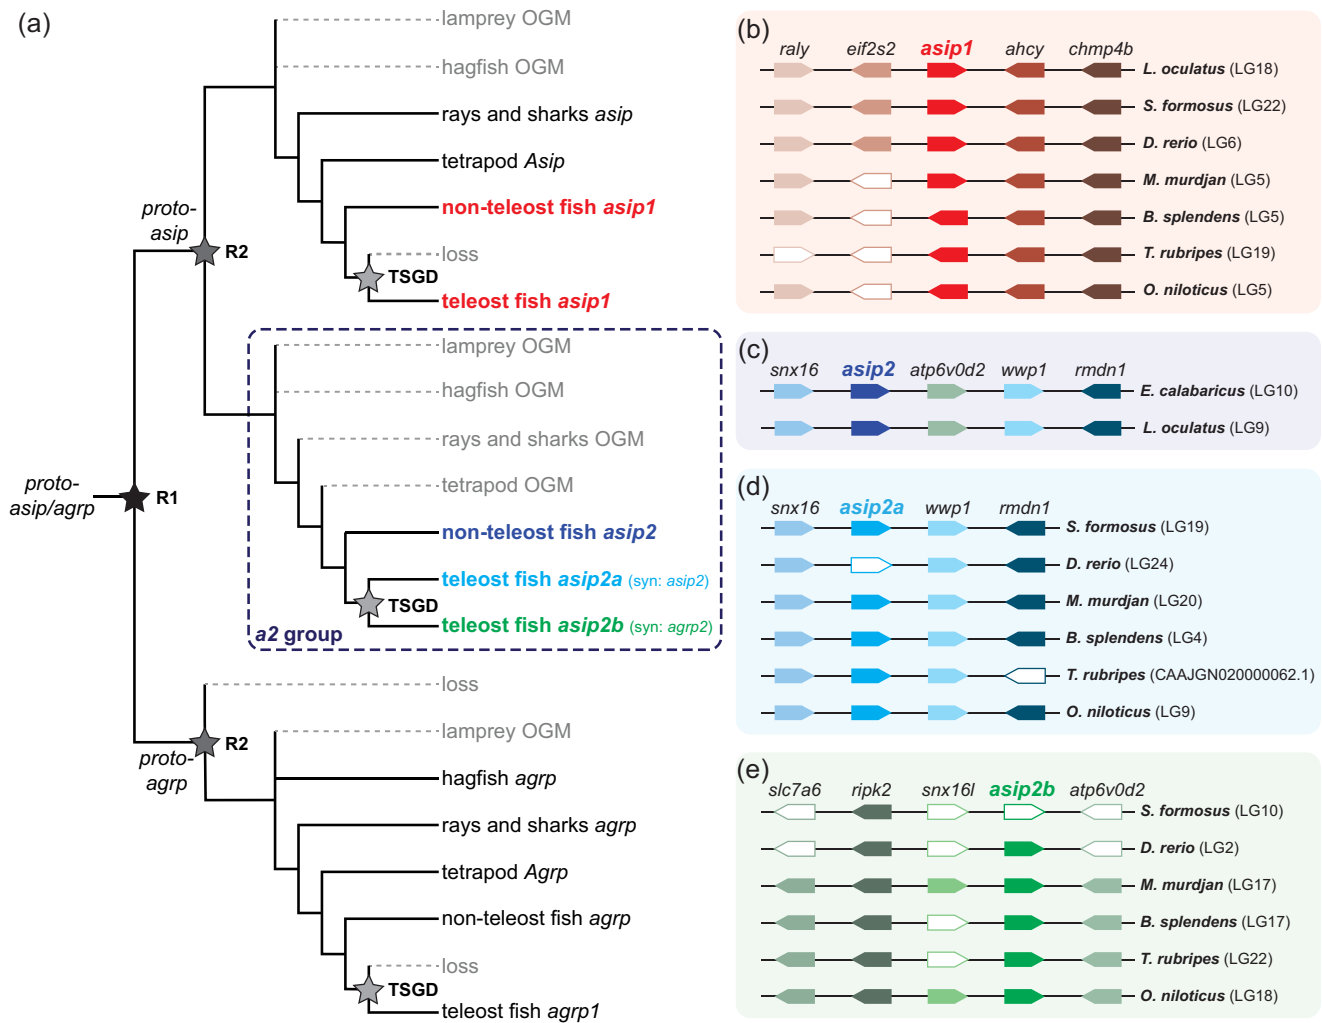 (a)
lamprey OGM
hagfish OGM
rays and sharks asip
tetrapod Asip
non-teleost fish asip1
loss
TSGD
teleost fish asip1
proto-
asip
R2
lamprey OGM
hagfish OGM
rays and sharks OGM
tetrapod OGM
non-teleost fish asip2
teleost fish asip2a (syn: asip2)
TSGD
teleost fish asip2b (syn: agrp2)
a2 group
proto-
asip/agrp
R1
loss
R2
proto-
agrp
lamprey OGM
hagfish agrp
rays and sharks agrp
tetrapod Agrp
non-teleost fish agrp
loss
TSGD
teleost fish agrp1
(b)
raly eif2s2 asip1 ahcy chmp4b
L. oculatus (LG18)
S. formosus (LG22)
D. rerio (LG6)
M. murdjan (LG5)
B. splendens (LG5)
T. rubripes (LG19)
O. niloticus (LG5)
(c)
snx16 asip2 atp6v0d2 wwp1 rmdn1
E. calabaricus (LG10)
L. oculatus (LG9)
(d)
snx16 asip2a wwp1 rmdn1
S. formosus (LG19)
D. rerio (LG24)
M. murdjan (LG20)
B. splendens (LG4)
T. rubripes (CAAJGN020000062.1)
O. niloticus (LG9)
(e)
slc7a6 ripk2 snx16l asip2b atp6v0d2
S. formosus (LG10)
D. rerio (LG2)
M. murdjan (LG17)
B. splendens (LG17)
T. rubripes (LG22)
O. niloticus (LG18)